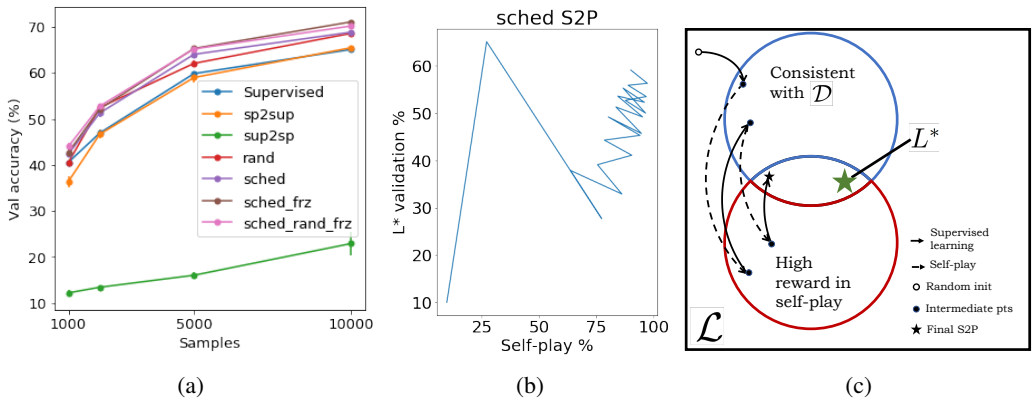 70
60
50
40
30
20
10
Val accuracy (%)
1000
5000
10000
Samples
Supervised
sp2sup
sup2sp
rand
sched
sched_frz
sched_rand_frz
(a)
sched S2P
60
50
40
30
20
10
L* validation %
25
50
75
100
Self-play %
(b)
Consistent
with 𝒟
L*
High
reward in
self-play
Supervised
learning
Self-play
Random init
Intermediate pts
Final S2P
ℒ
(c)